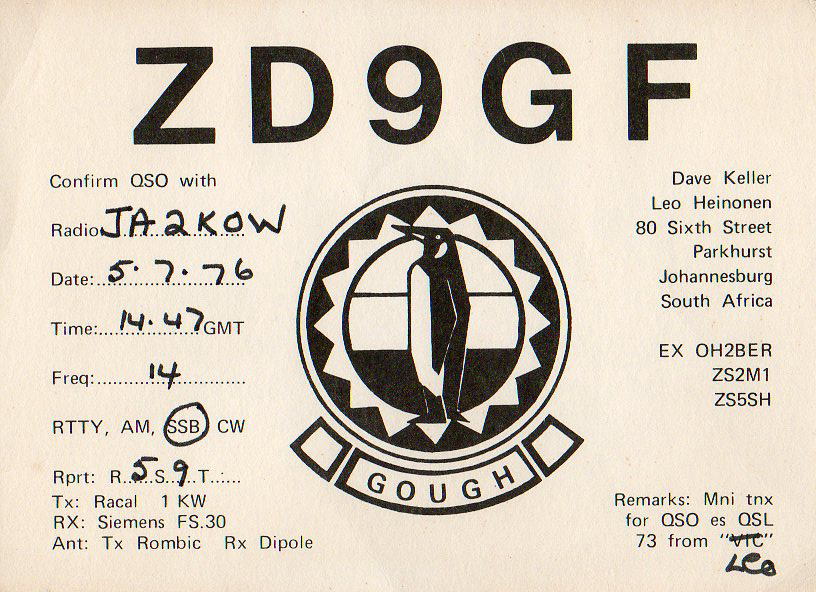 ZD9GF
Confirm QSO with
Radio JA2KOW
Date: 5.7.76
Time: 14.47 GMT
Freq: 14
RTTY, AM, SSB CW
Rprt: R. 5 S. 9 T.
Tx: Racal 1 KW
RX: Siemens FS.30
Ant: Tx Rombic Rx Dipole
GOUGH
Dave Keller
Leo Heinonen
80 Sixth Street
Parkhurst
Johannesburg
South Africa
EX OH2BER
ZS2M1
ZS5SH
Remarks: Mni tnx
for QSO es QSL
73 from "VIC"
Leo